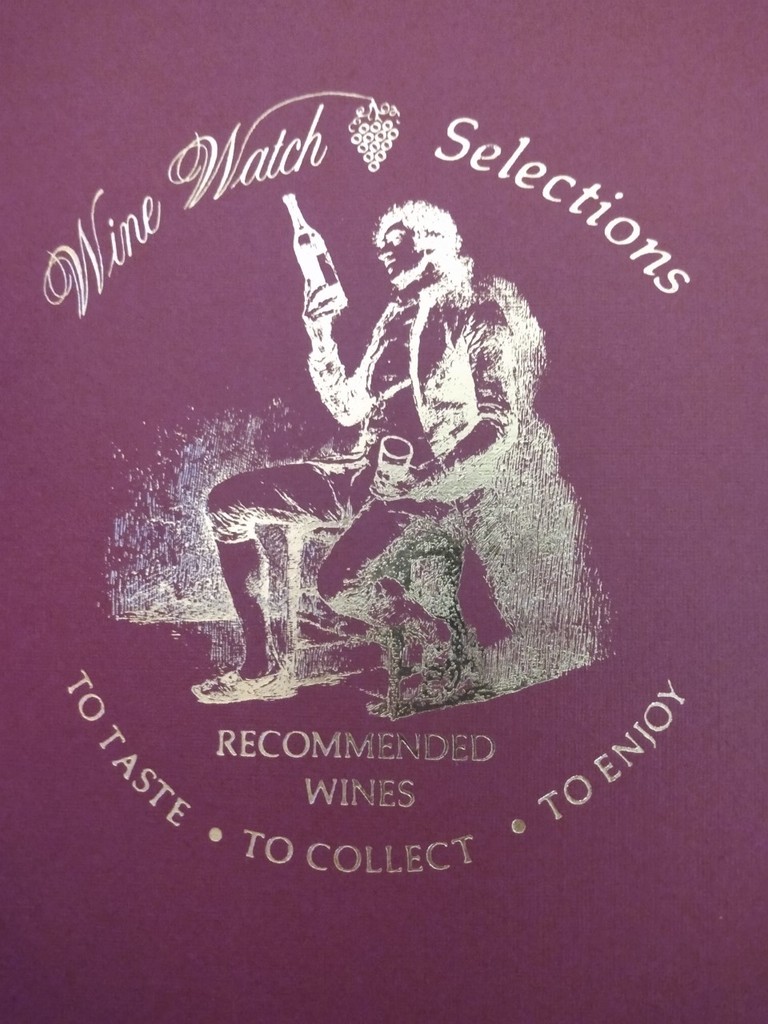 Wine Watch Selections
RECOMMENDED
WINES
TO TASTE • TO COLLECT • TO ENJOY